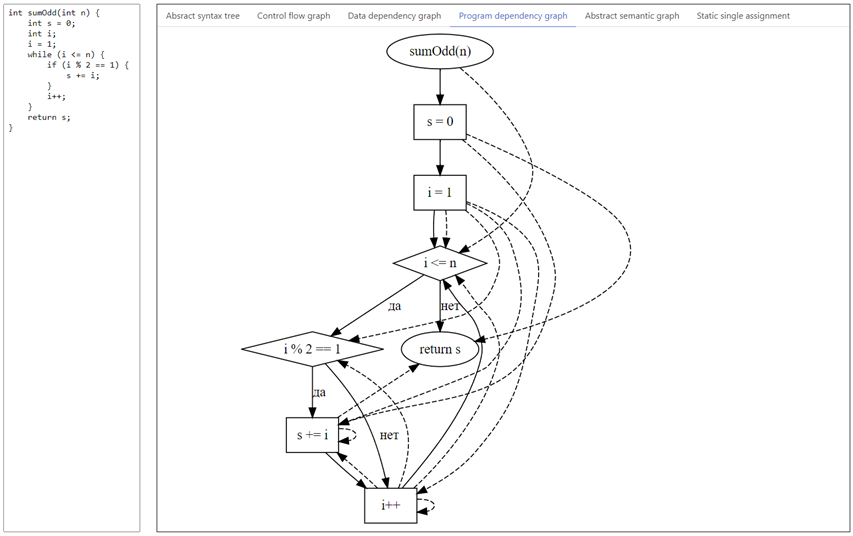 int sumOdd(int n) {
    int s = 0;
    int i;
    i = 1;
    while (i <= n) {
        if (i % 2 == 1) {
            s += i;
        }
        i++;
    }
    return s;
}
Absract syntax tree
Control flow graph
Data dependency graph
Program dependency graph
Abstract semantic graph
Static single assignment
sumOdd(n)
s = 0
i = 1
i <= n
да
нет
i % 2 == 1
return s
да
s += i
нет
i++